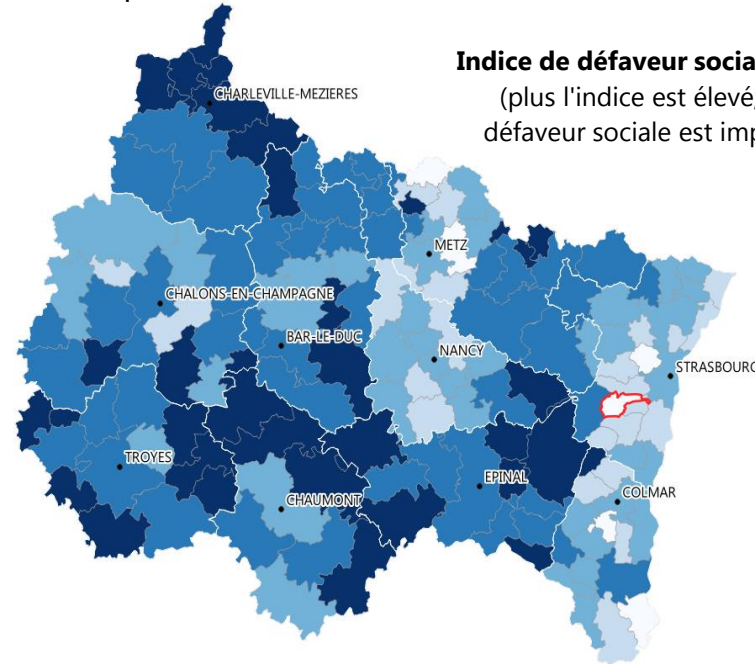 Indice de défaveur socia
(plus l'indice est élevé,
défaveur sociale est imp
CHARLEVILLE-MEZIERES
METZ
CHALONS-EN-CHAMPAGNE
BAR-LE-DUC
NANCY
STRASBOURG
TROYES
EPINAL
CHAUMONT
COLMAR